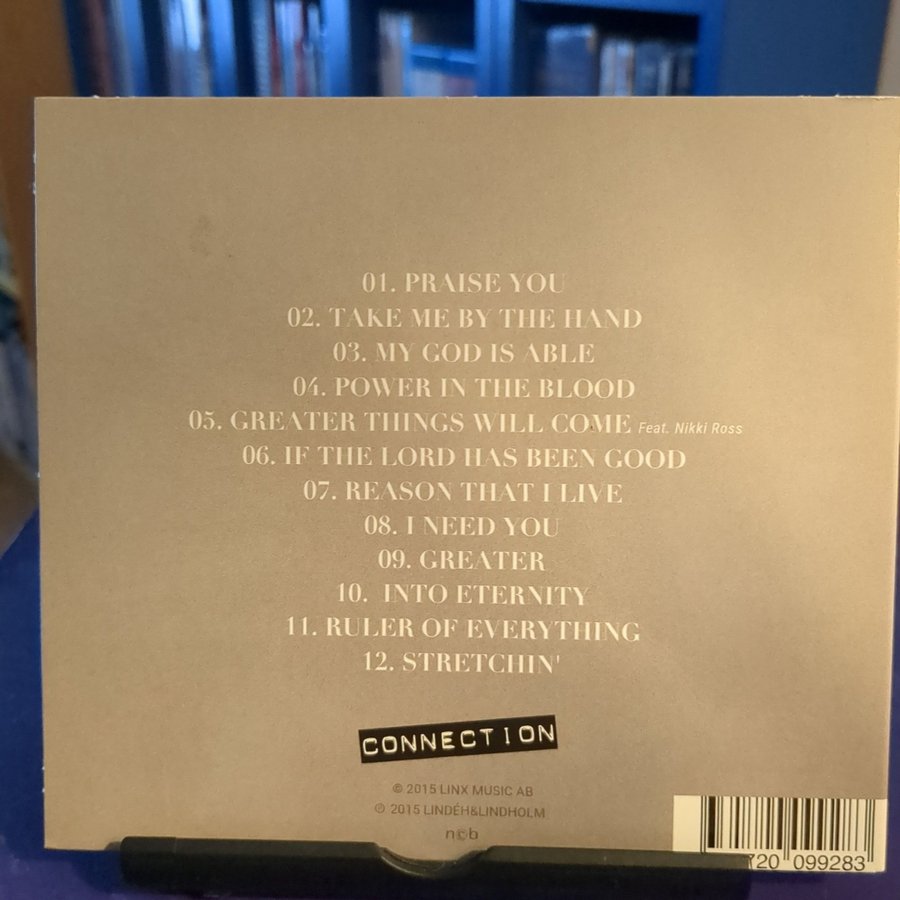 01. PRAISE YOU
02. TAKE ME BY THE HAND
03. MY GOD IS ABLE
04. POWER IN THE BLOOD
05. GREATER THINGS WILL COME Feat. Nikki Ross
06. IF THE LORD HAS BEEN GOOD
07. REASON THAT I LIVE
08. I NEED YOU
09. GREATER
10. INTO ETERNITY
11. RULER OF EVERYTHING
12. STRETCHIN'
CONNECTION
© 2015 LINX MUSIC AB
℗ 2015 LINDÉH&LINDHOLM
n©b
720 099283